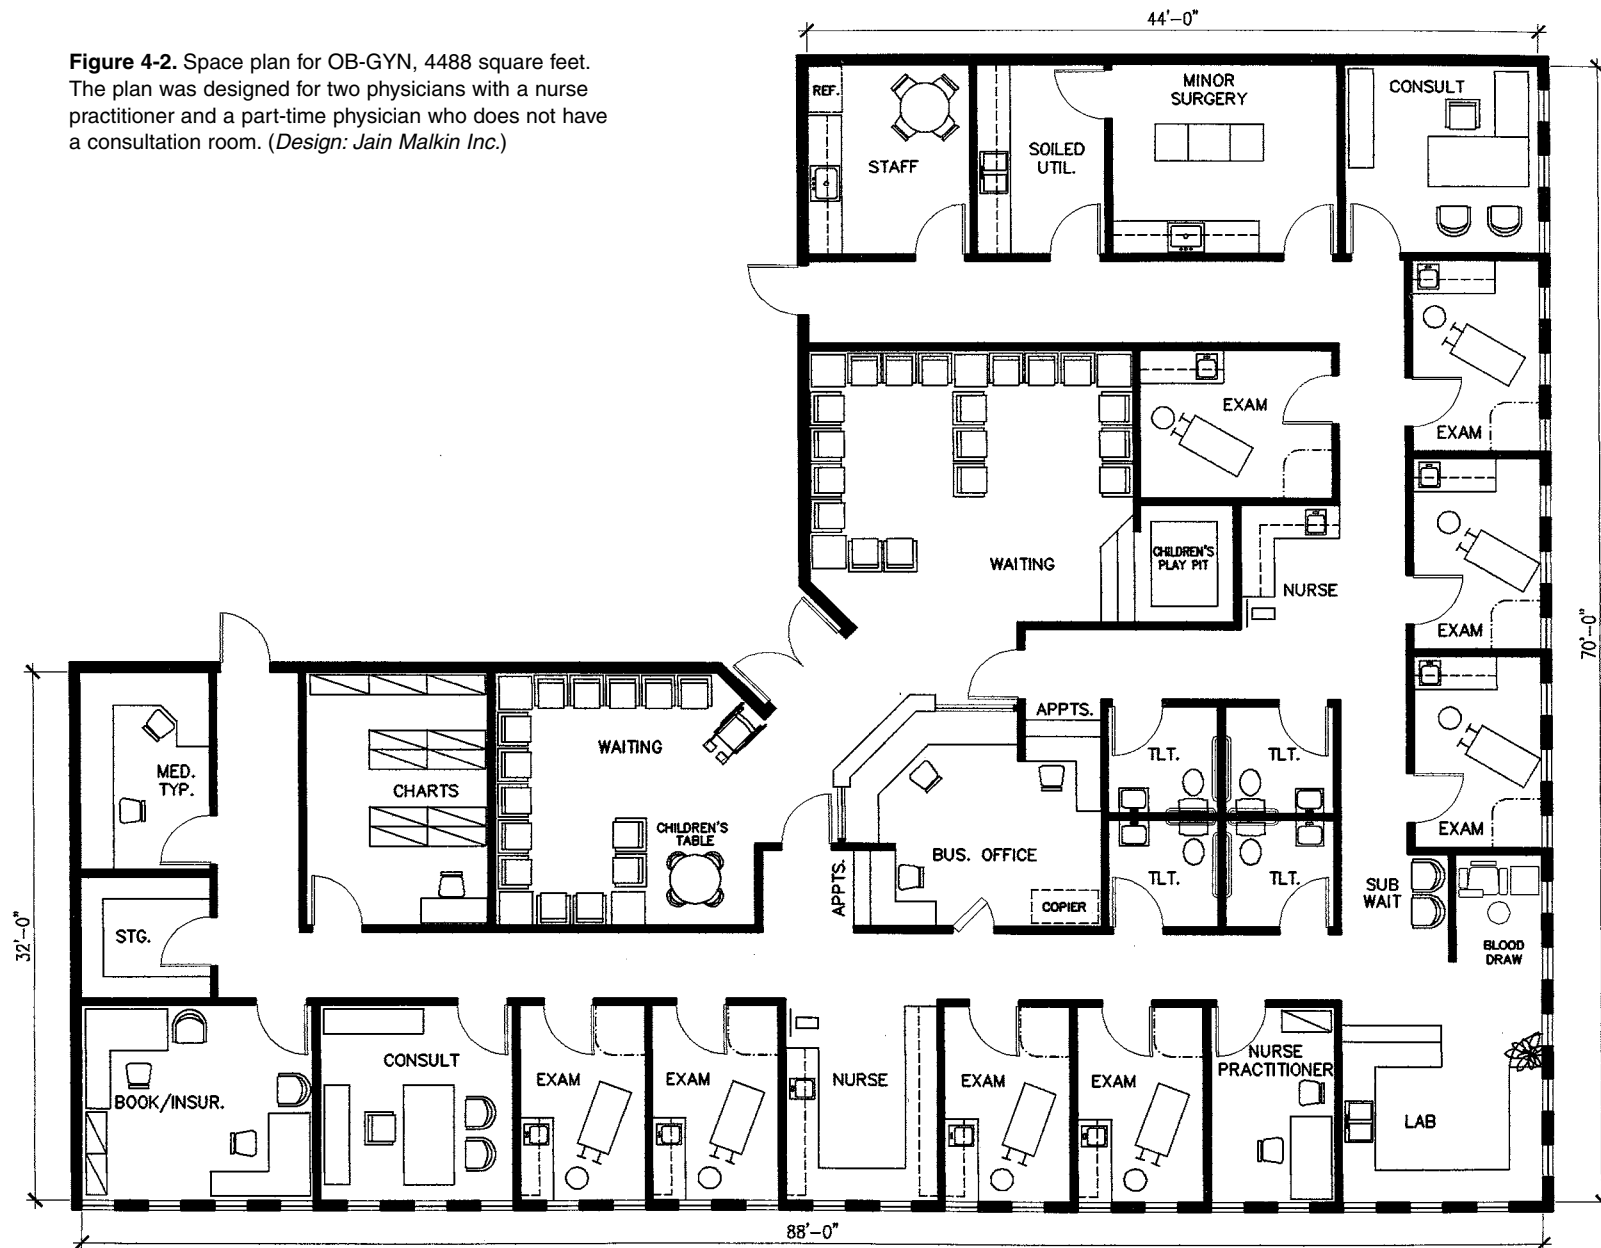 44'-0"
Figure 4-2. Space plan for OB-GYN, 4488 square feet.
The plan was designed for two physicians with a nurse
practitioner and a part-time physician who does not have
a consultation room. (Design: Jain Malkin Inc.)
REF.
STAFF
SOILED
UTIL.
MINOR
SURGERY
CONSULT
EXAM
EXAM
WAITING
CHILDREN'S
PLAY PIT
NURSE
EXAM
70'-0"
MED.
TYP.
CHARTS
WAITING
CHILDREN'S
TABLE
APPTS.
TLT.
TLT.
BUS. OFFICE
APPTS.
COPIER
TLT.
TLT.
EXAM
SUB
WAIT
BLOOD
DRAW
STG.
32'-0"
BOOK/INSUR.
CONSULT
EXAM
EXAM
NURSE
EXAM
EXAM
NURSE
PRACTITIONER
LAB
88'-0"